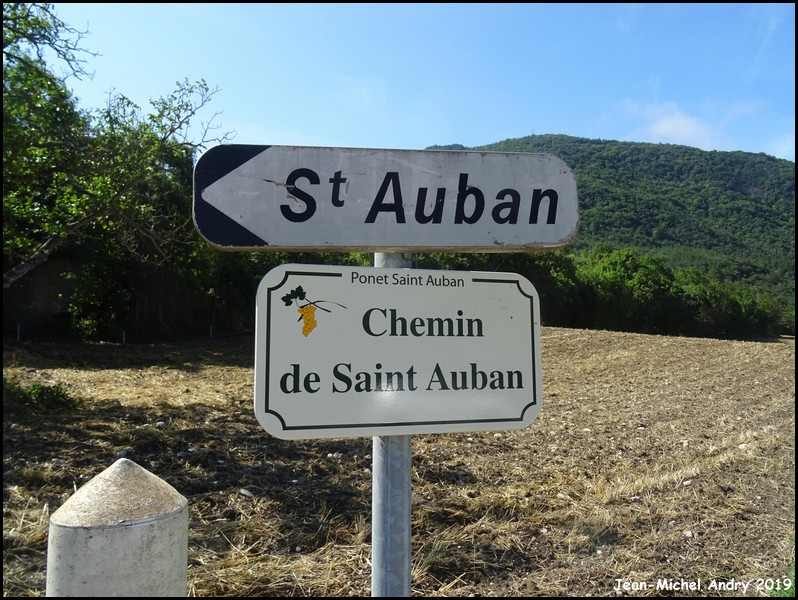 St Auban
Ponet Saint Auban
Chemin
de Saint Auban
Jean-Michel Andry 2019